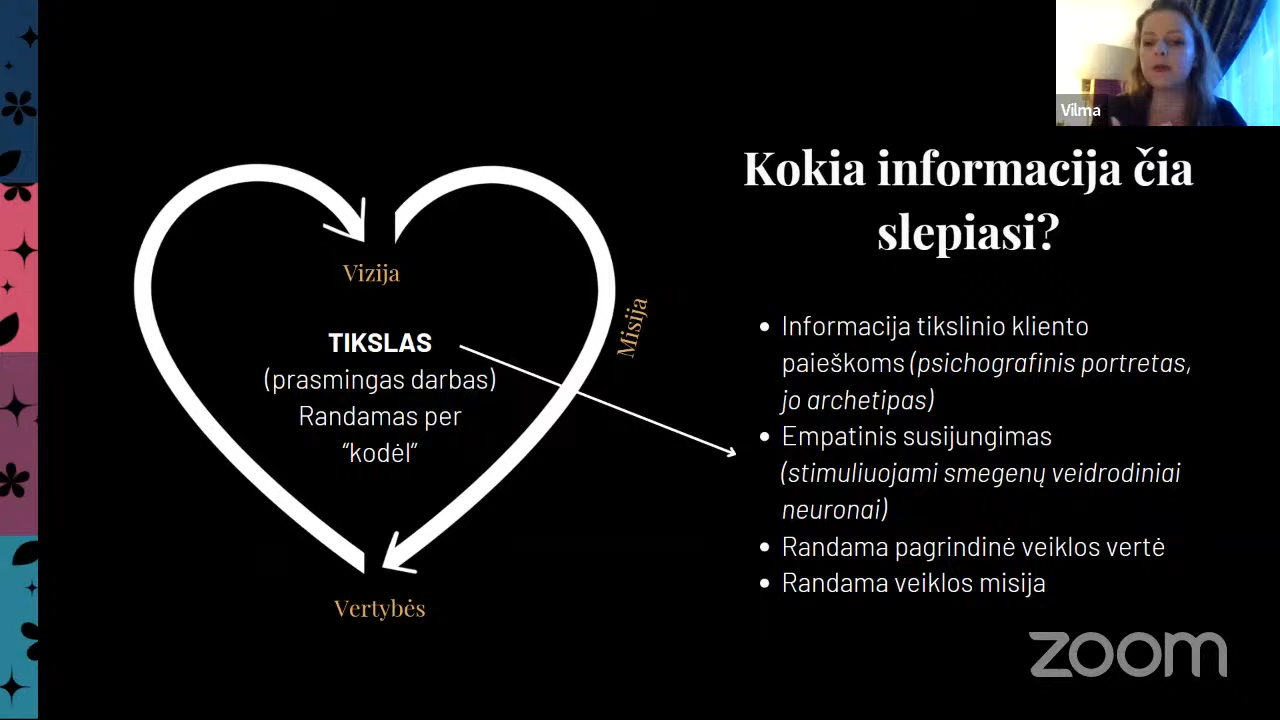 Vilma
Kokia informacija čia
slepiasi?
Vizija
Misija
TIKSLAS
(prasmingas darbas)
Randamas per
“kodėl”
Vertybės
• Informacija tikslinio kliento
paieškoms (psichografinis portretas,
jo archetipas)
• Empatinis susijungimas
(stimuliuojami smegenų veidrodiniai
neuronai)
• Randama pagrindinė veiklos vertė
• Randama veiklos misija
zoom